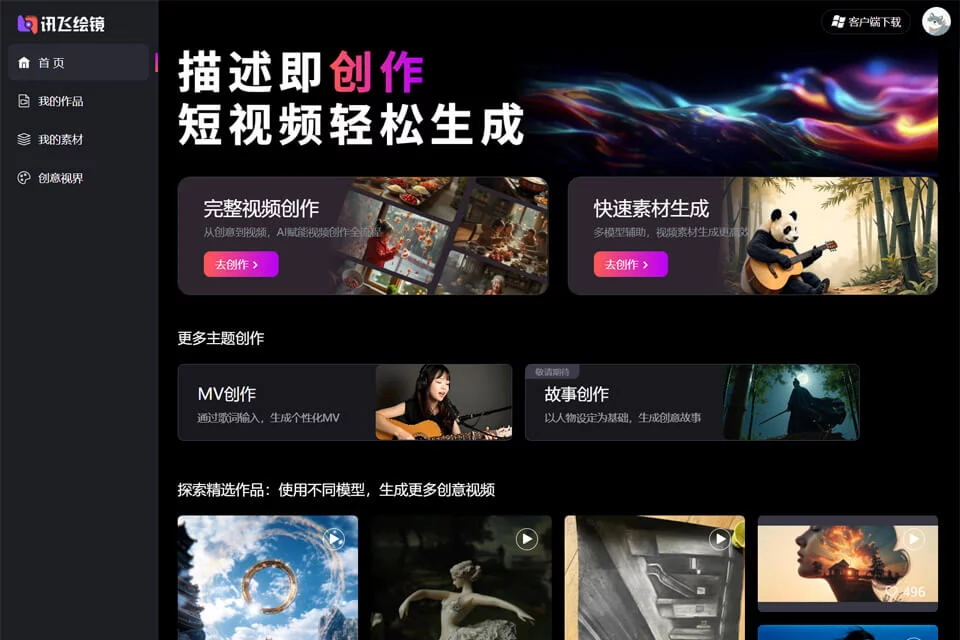 讯飞绘镜
客户端下载
首页
我的作品
我的素材
创意视界
描述即创作
短视频轻松生成
完整视频创作
从创意到视频，AI赋能视频创作全流程
去创作 >
快速素材生成
多模型辅助，视频素材生成更高效
去创作 >
更多主题创作
MV创作
通过歌词输入，生成个性化MV
敬请期待
故事创作
以人物设定为基础，生成创意故事
探索精选作品：使用不同模型，生成更多创意视频
496